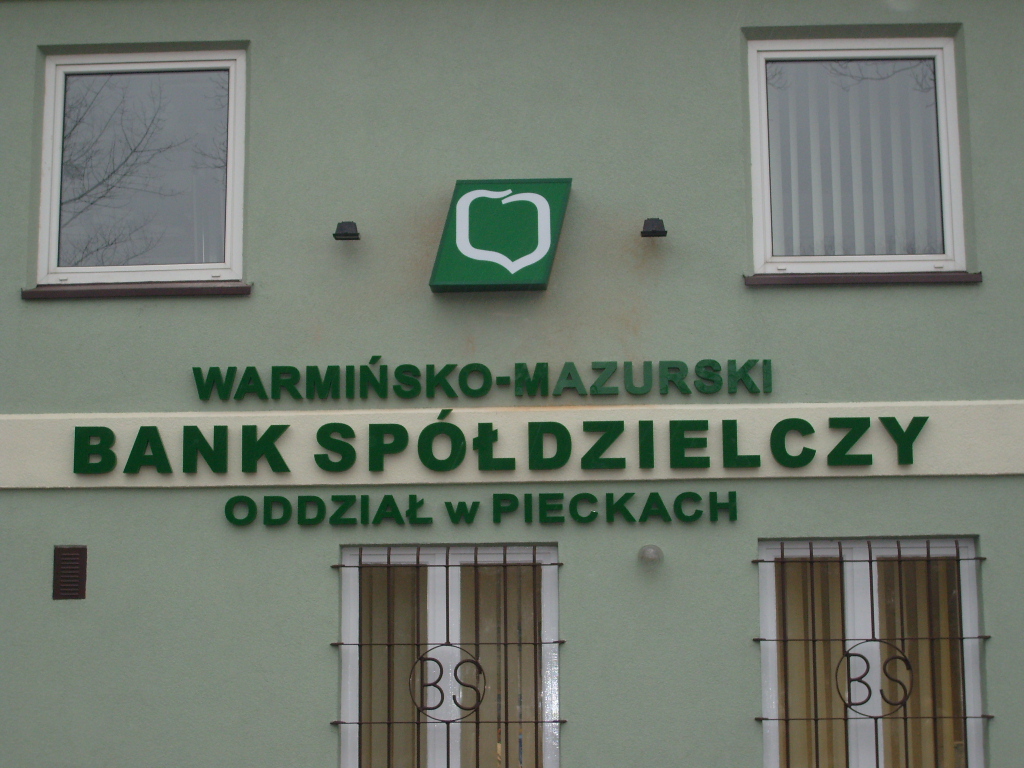 WARMIŃSKO-MAZURSKI
BANK SPÓŁDZIELCZY
ODDZIAŁ w PIECKACH
BS BS